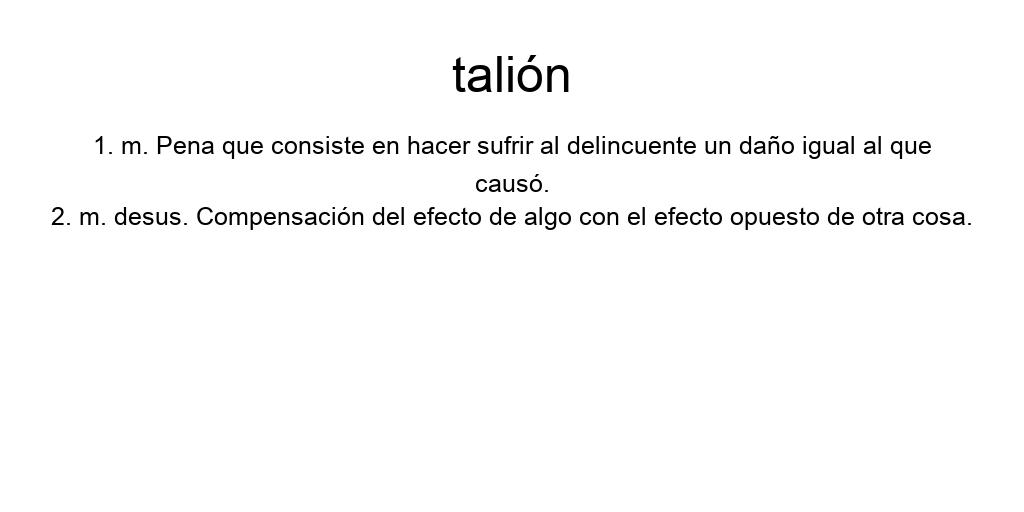 talión
1. m. Pena que consiste en hacer sufrir al delincuente un daño igual al que
causó.
2. m. desus. Compensación del efecto de algo con el efecto opuesto de otra cosa.